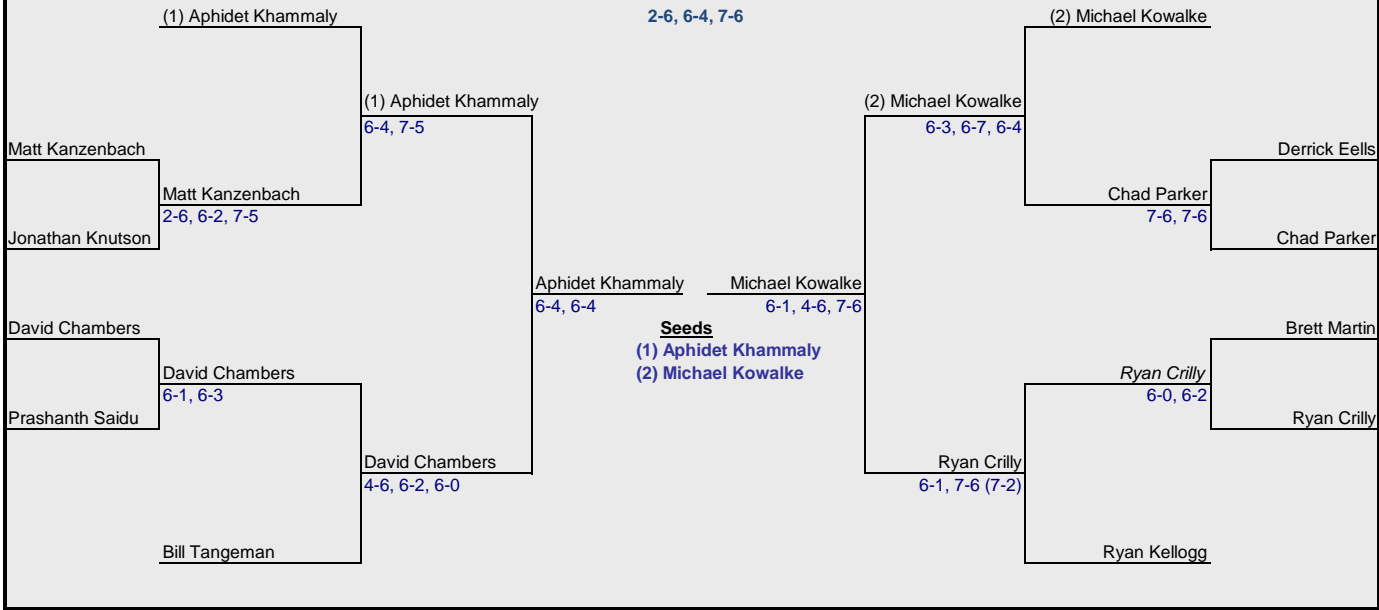 (1) Aphidet Khammaly
2-6, 6-4, 7-6
(2) Michael Kowalke
(1) Aphidet Khammaly
6-4, 7-5
(2) Michael Kowalke
6-3, 6-7, 6-4
Matt Kanzenbach
Derrick Eells
Matt Kanzenbach
2-6, 6-2, 7-5
Chad Parker
7-6, 7-6
Jonathan Knutson
Chad Parker
Aphidet Khammaly
6-4, 6-4
Michael Kowalke
6-1, 4-6, 7-6
Seeds
(1) Aphidet Khammaly
(2) Michael Kowalke
David Chambers
Brett Martin
David Chambers
6-1, 6-3
Ryan Crilly
6-0, 6-2
Prashanth Saidu
Ryan Crilly
David Chambers
4-6, 6-2, 6-0
Ryan Crilly
6-1, 7-6 (7-2)
Bill Tangeman
Ryan Kellogg